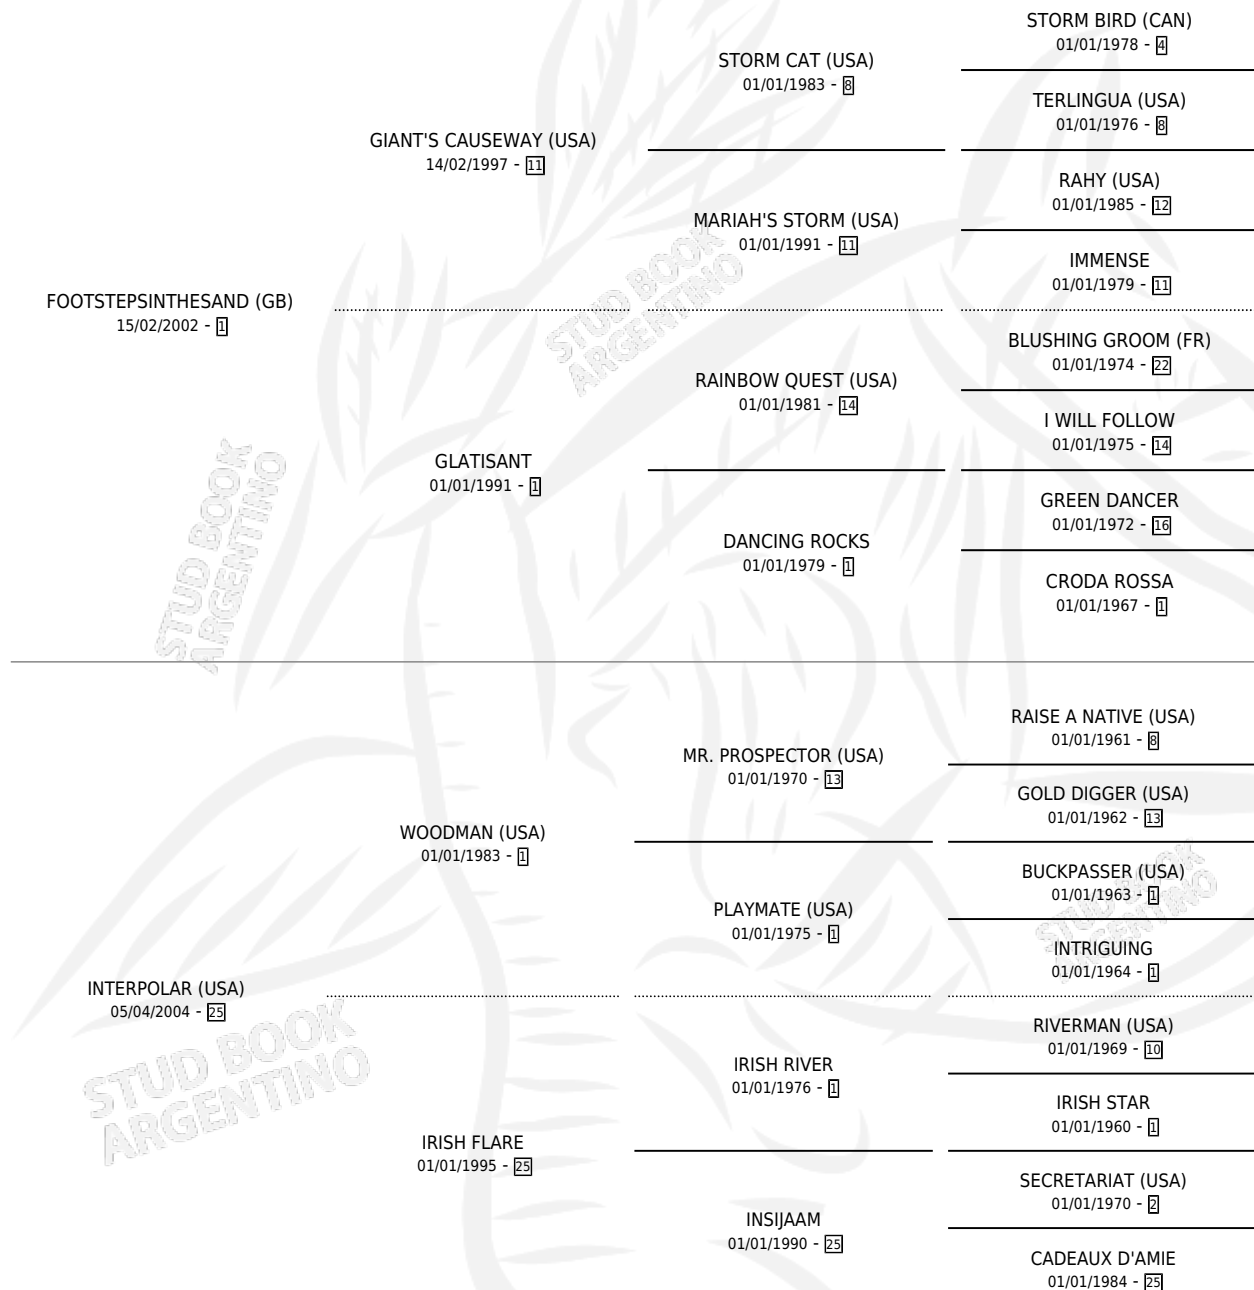 STORM BIRD (CAN)
01/01/1978 - 4
STORM CAT (USA)
01/01/1983 - 8
TERLINGUA (USA)
01/01/1976 - 8
GIANT'S CAUSEWAY (USA)
14/02/1997 - 11
RAHY (USA)
01/01/1985 - 12
MARIAH'S STORM (USA)
01/01/1991 - 11
IMMENSE
01/01/1979 - 11
FOOTSTEPSINTHESAND (GB)
15/02/2002 - 1
STUD BOOK
ARGENTINO
BLUSHING GROOM (FR)
01/01/1974 - 22
RAINBOW QUEST (USA)
01/01/1981 - 14
I WILL FOLLOW
01/01/1975 - 14
GLATISANT
01/01/1991 - 1
GREEN DANCER
01/01/1972 - 16
DANCING ROCKS
01/01/1979 - 1
CRODA ROSSA
01/01/1967 - 1
STUD BOOK
ARGENTINO
RAISE A NATIVE (USA)
01/01/1961 - 8
MR. PROSPECTOR (USA)
01/01/1970 - 13
GOLD DIGGER (USA)
01/01/1962 - 13
WOODMAN (USA)
01/01/1983 - 1
BUCKPASSER (USA)
01/01/1963 - 1
PLAYMATE (USA)
01/01/1975 - 1
STUD BOOK
ARGENTINO
INTRIGUING
01/01/1964 - 1
INTERPOLAR (USA)
05/04/2004 - 25
STUD BOOK
ARGENTINO
RIVERMAN (USA)
01/01/1969 - 10
IRISH RIVER
01/01/1976 - 1
IRISH STAR
01/01/1960 - 1
IRISH FLARE
01/01/1995 - 25
SECRETARIAT (USA)
01/01/1970 - 2
INSIJAAM
01/01/1990 - 25
CADEAUX D'AMIE
01/01/1984 - 25